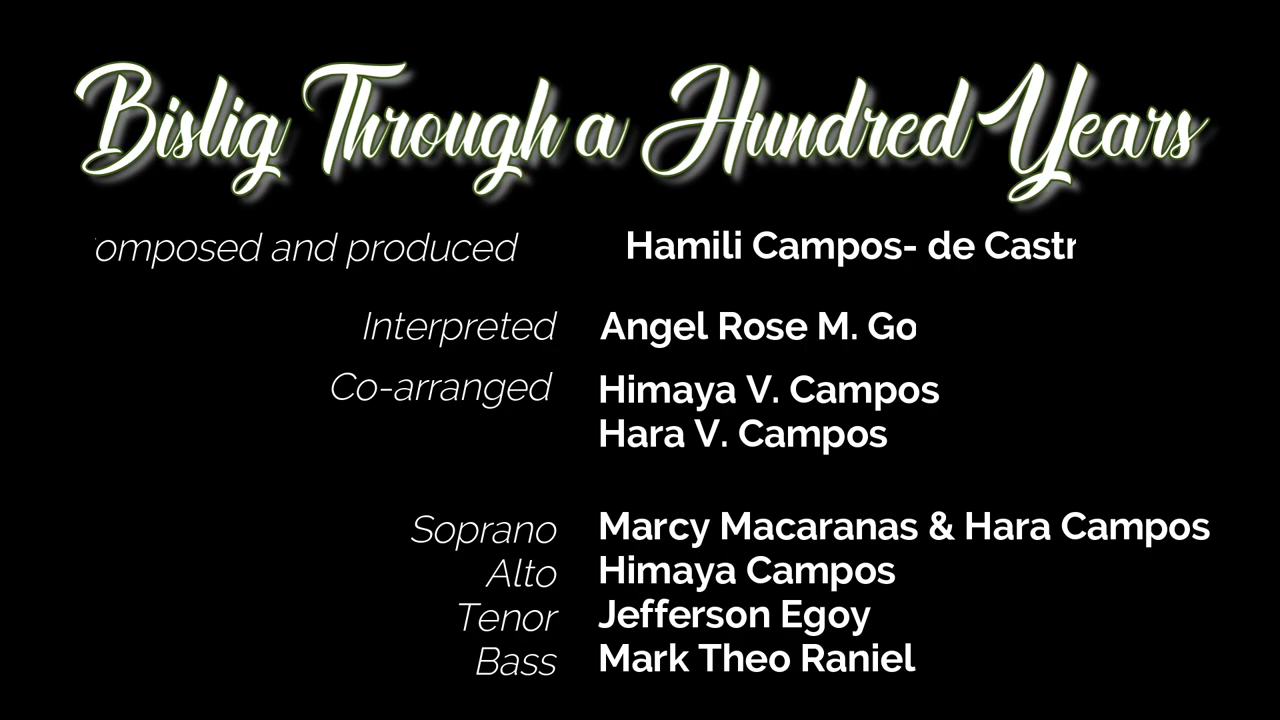 Bislig Through a Hundred Years
omposed and produced Hamili Campos- de Castr
Interpreted Angel Rose M. Go
Co-arranged Himaya V. Campos
Hara V. Campos
Soprano Marcy Macaranas & Hara Campos
Alto Himaya Campos
Tenor Jefferson Egoy
Bass Mark Theo Raniel